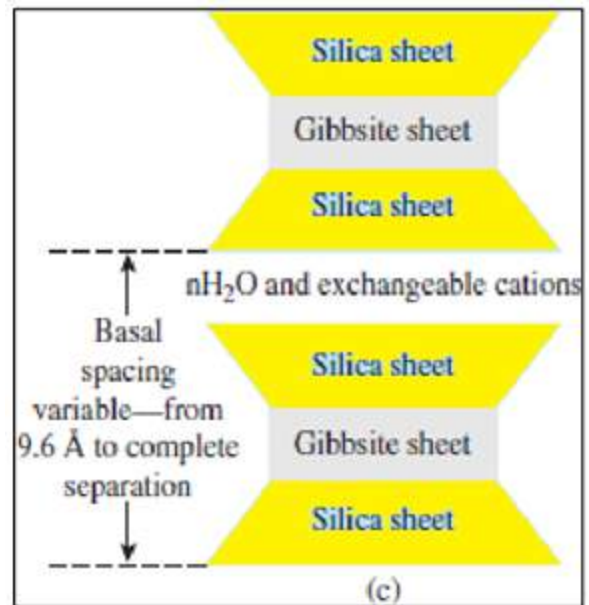 Silica sheet
Gibbsite sheet
Silica sheet
nH₂O and exchangeable cations
Basal
spacing
variable—from
9.6 Å to complete
separation
Silica sheet
Gibbsite sheet
Silica sheet
(c)